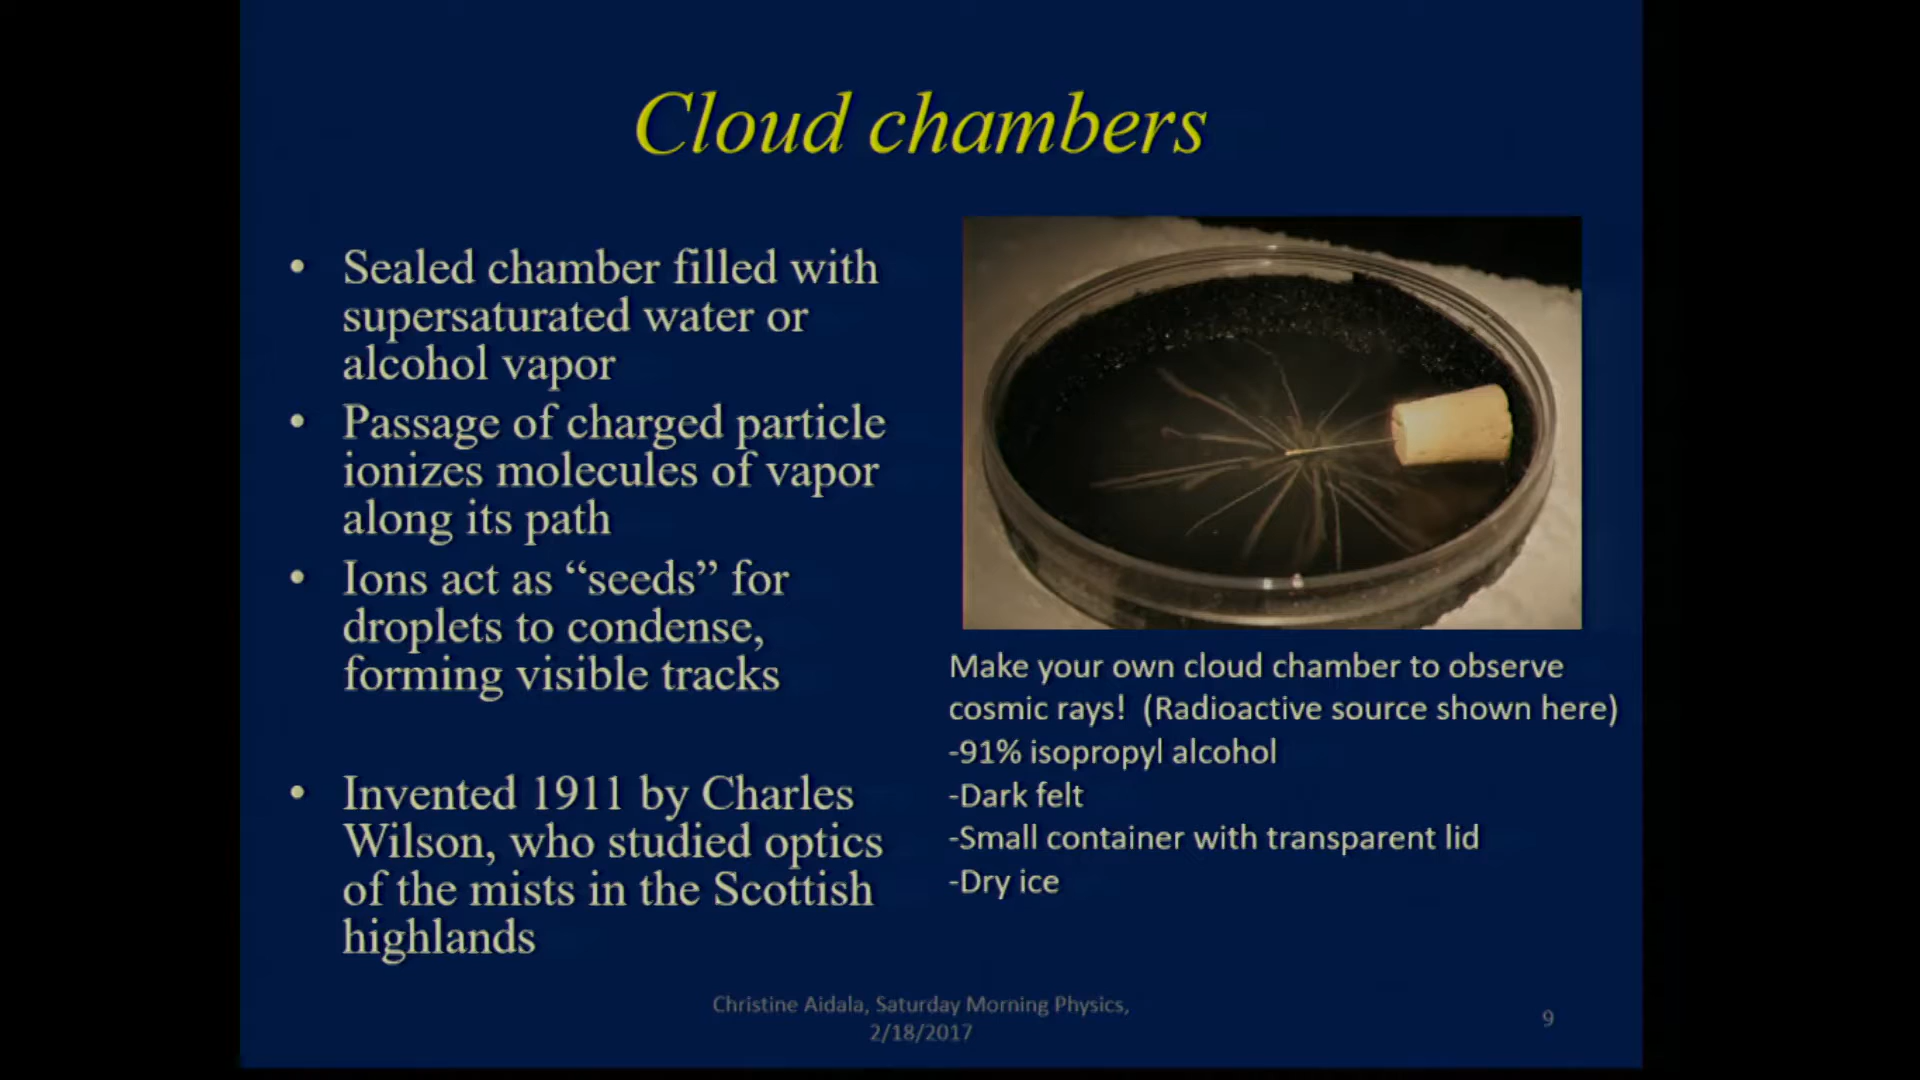 Cloud chambers
• Sealed chamber filled with
supersaturated water or
alcohol vapor
• Passage of charged particle
ionizes molecules of vapor
along its path
• Ions act as “seeds” for
droplets to condense,
forming visible tracks
• Invented 1911 by Charles
Wilson, who studied optics
of the mists in the Scottish
highlands
Make your own cloud chamber to observe
cosmic rays!  (Radioactive source shown here)
-91% isopropyl alcohol
-Dark felt
-Small container with transparent lid
-Dry ice
Christine Aidala, Saturday Morning Physics,
2/18/2017
9